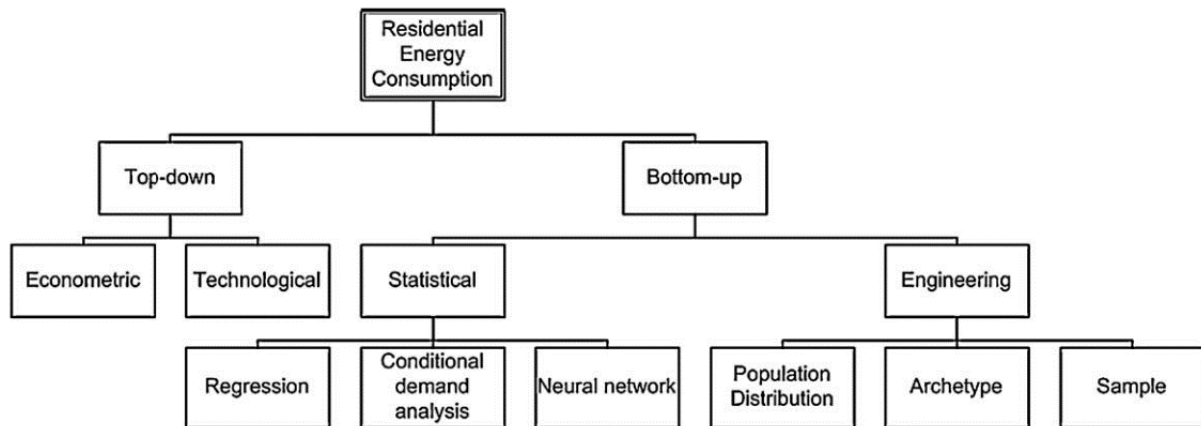 Residential
Energy
Consumption
Top-down
Bottom-up
Econometric
Technological
Statistical
Engineering
Regression
Conditional
demand
analysis
Neural network
Population
Distribution
Archetype
Sample